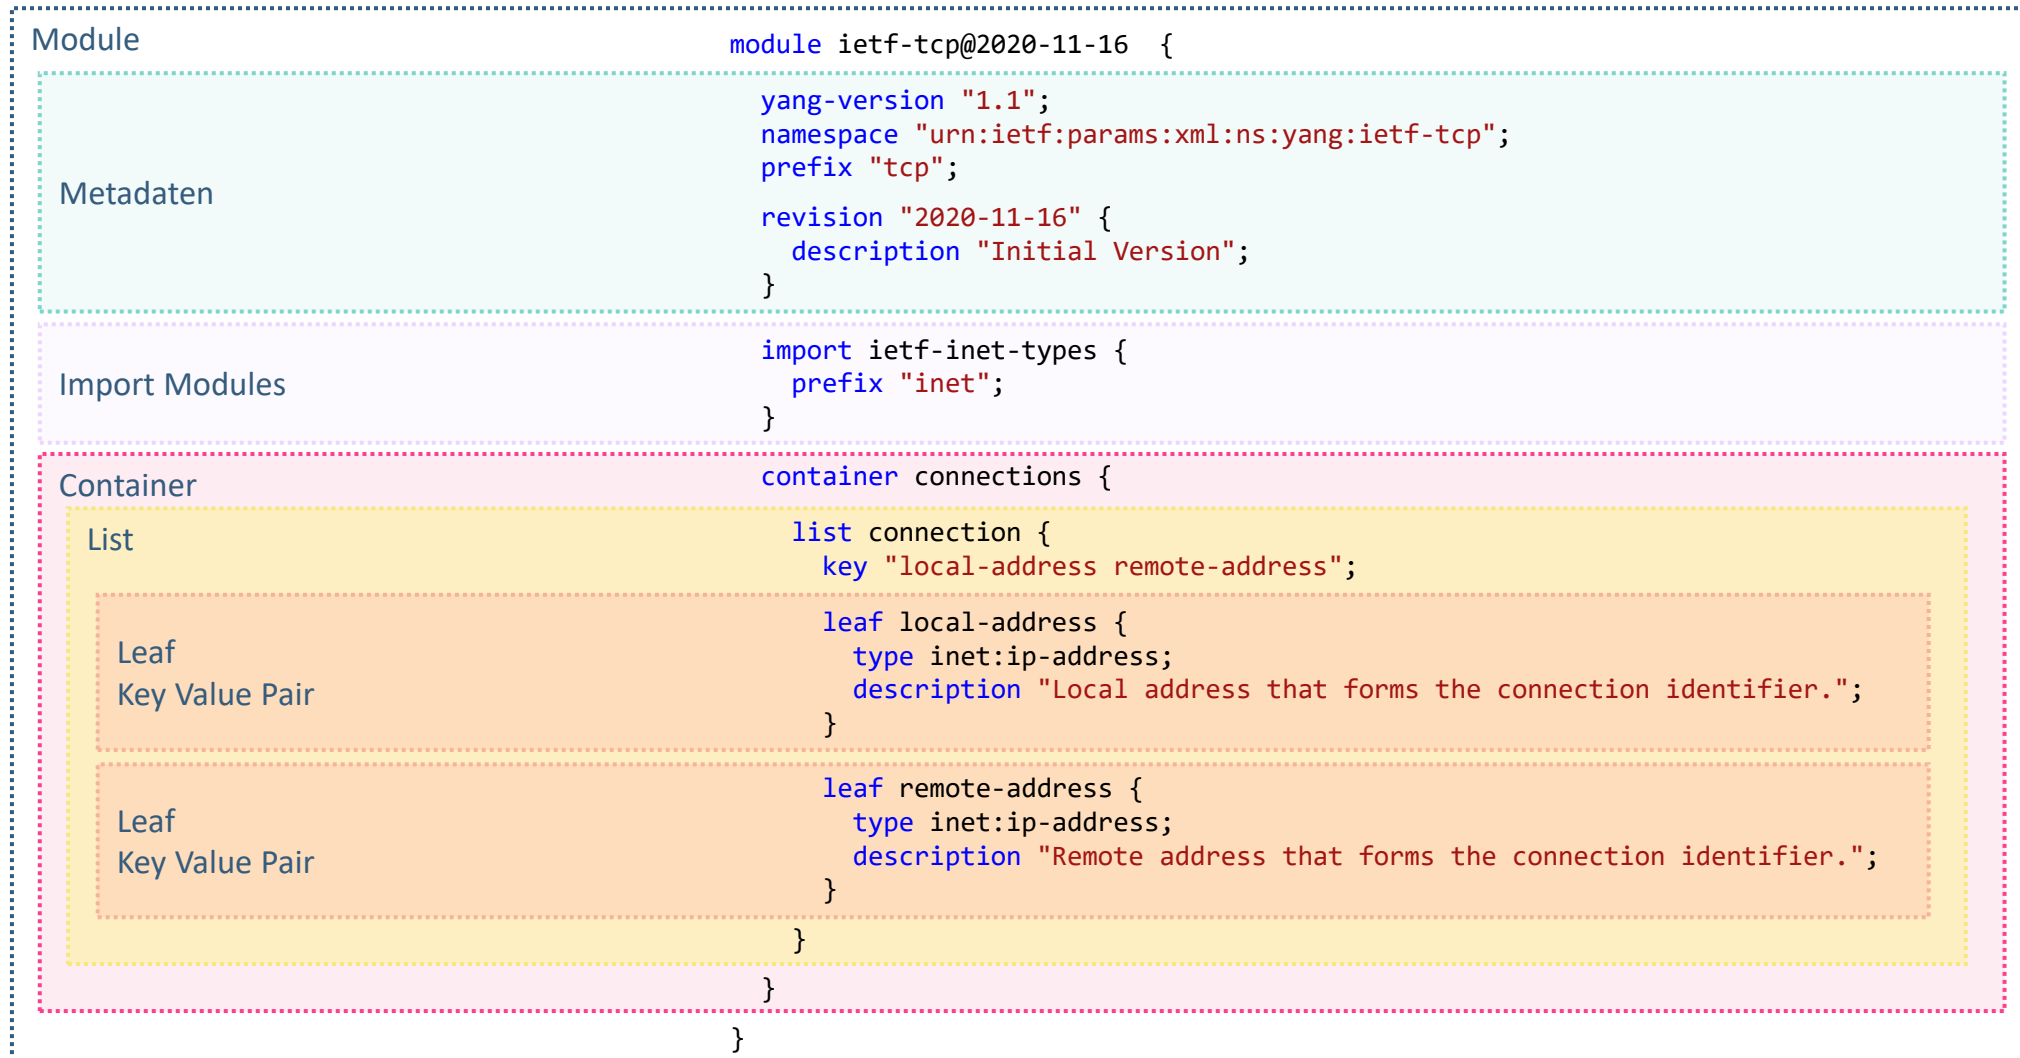 Module
module ietf-tcp@2020-11-16  {
Metadaten
yang-version "1.1";
namespace "urn:ietf:params:xml:ns:yang:ietf-tcp";
prefix "tcp";
revision "2020-11-16" {
description "Initial Version";
}
Import Modules
import ietf-inet-types {
prefix "inet";
}
Container
container connections {
List
list connection {
key "local-address remote-address";
Leaf
Key Value Pair
leaf local-address {
type inet:ip-address;
description "Local address that forms the connection identifier.";
}
Leaf
Key Value Pair
leaf remote-address {
type inet:ip-address;
description "Remote address that forms the connection identifier.";
}
}
}
}